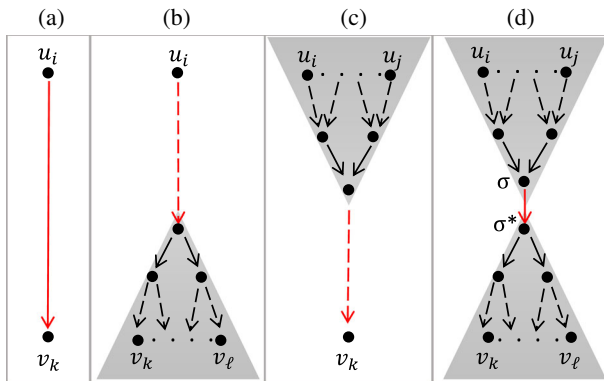 (a) (b) (c) (d)
u_i u_i u_i · · · · u_j u_i · · · · u_j
σ
σ*
v_k v_k · · · · v_ℓ v_k v_k · · · · v_ℓ